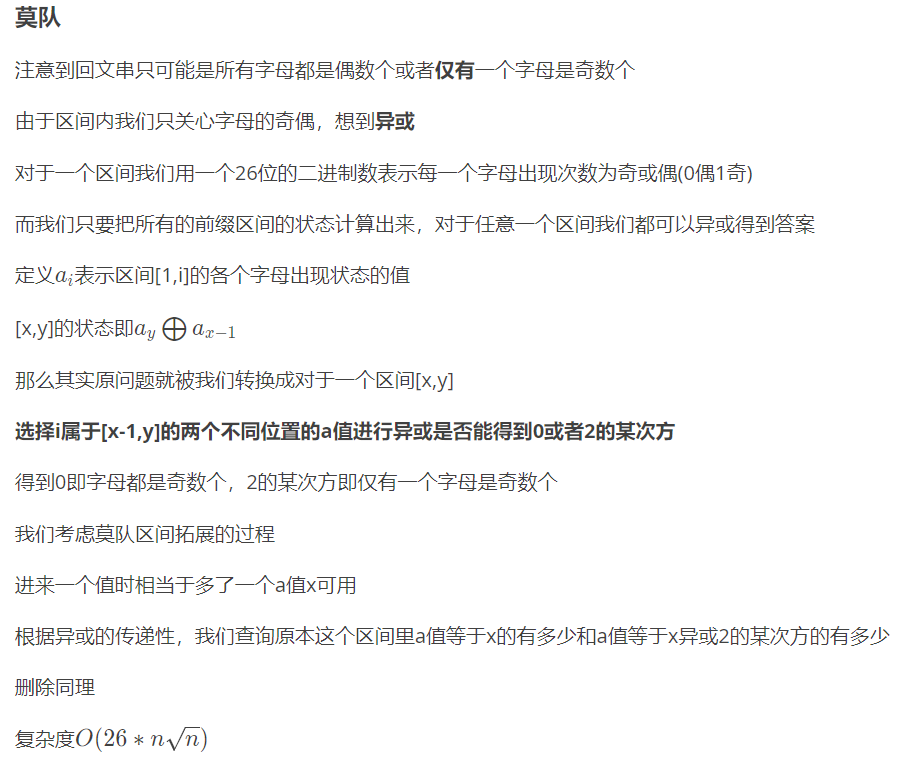 莫队
注意到回文串只可能是所有字母都是偶数个或者仅有一个字母是奇数个
由于区间内我们只关心字母的奇偶，想到异或
对于一个区间我们用一个26位的二进制数表示每一个字母出现次数为奇或偶(0偶1奇)
而我们只要把所有的前缀区间的状态计算出来，对于任意一个区间我们都可以异或得到答案
定义$a_i$表示区间[1,i]的各个字母出现状态的值
[x,y]的状态即$a_y \bigoplus a_{x-1}$
那么其实原问题就被我们转换成对于一个区间[x,y]
选择i属于[x-1,y]的两个不同位置的a值进行异或是否能得到0或者2的某次方
得到0即字母都是奇数个，2的某次方即仅有一个字母是奇数个
我们考虑莫队区间拓展的过程
进来一个值时相当于多了一个a值x可用
根据异或的传递性，我们查询原本这个区间里a值等于x的有多少和a值等于x异或2的某次方的有多少
删除同理
复杂度$O(26*n\sqrt{n})$